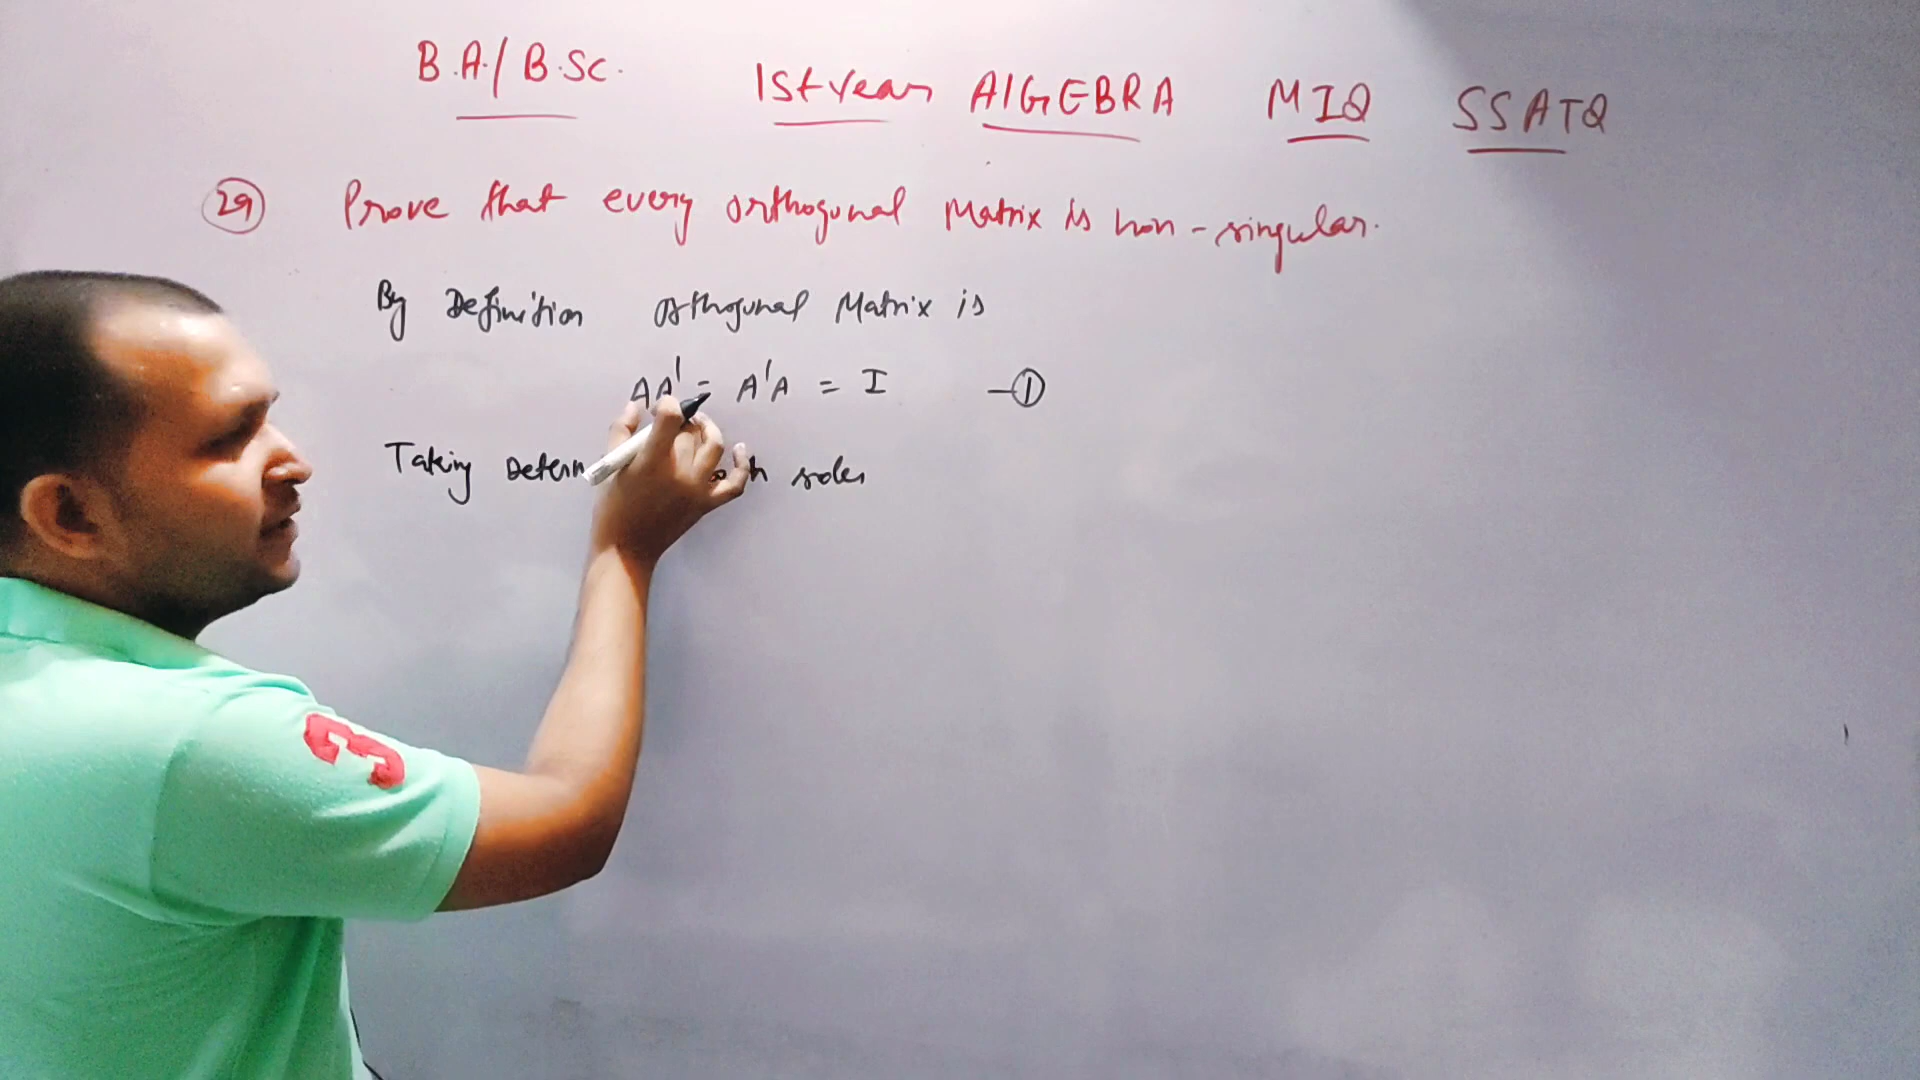 B.A./B.Sc. 1st year AlGEBRA MIQ SSATQ
29 Prove that every orthogonal Matrix is non-singular.
By Definition Orthogonal Matrix is
AA' = A'A = I —①
Taking sides
3